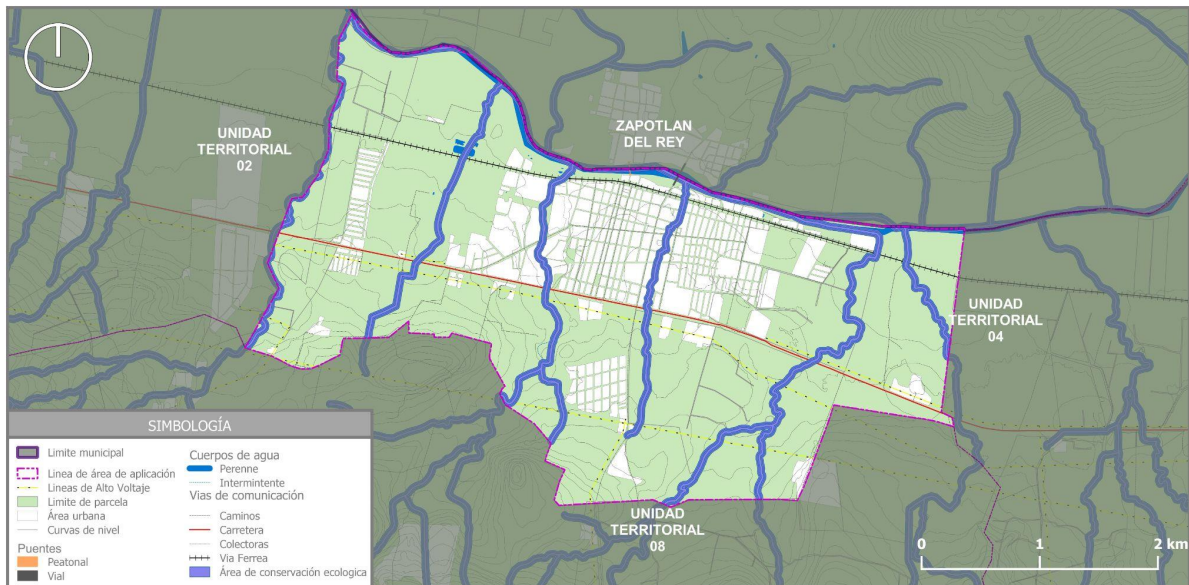 UNIDAD
TERRITORIAL
02
ZAPOTLAN
DEL REY
UNIDAD
TERRITORIAL
04
UNIDAD
TERRITORIAL
08
0 1 2 km
SIMBOLOGÍA
Limite municipal
Linea de área de aplicación
Lineas de Alto Voltaje
Limite de parcela
Área urbana
Curvas de nivel
Puentes
Peatonal
Vial
Cuerpos de agua
Perenne
Intermintente
Vias de comunicación
Caminos
Carretera
Colectoras
Via Ferrea
Área de conservación ecologica